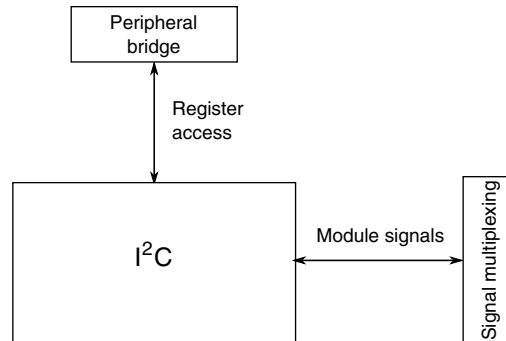 Peripheral
bridge
Register
access
I²C
Module signals
Signal multiplexing